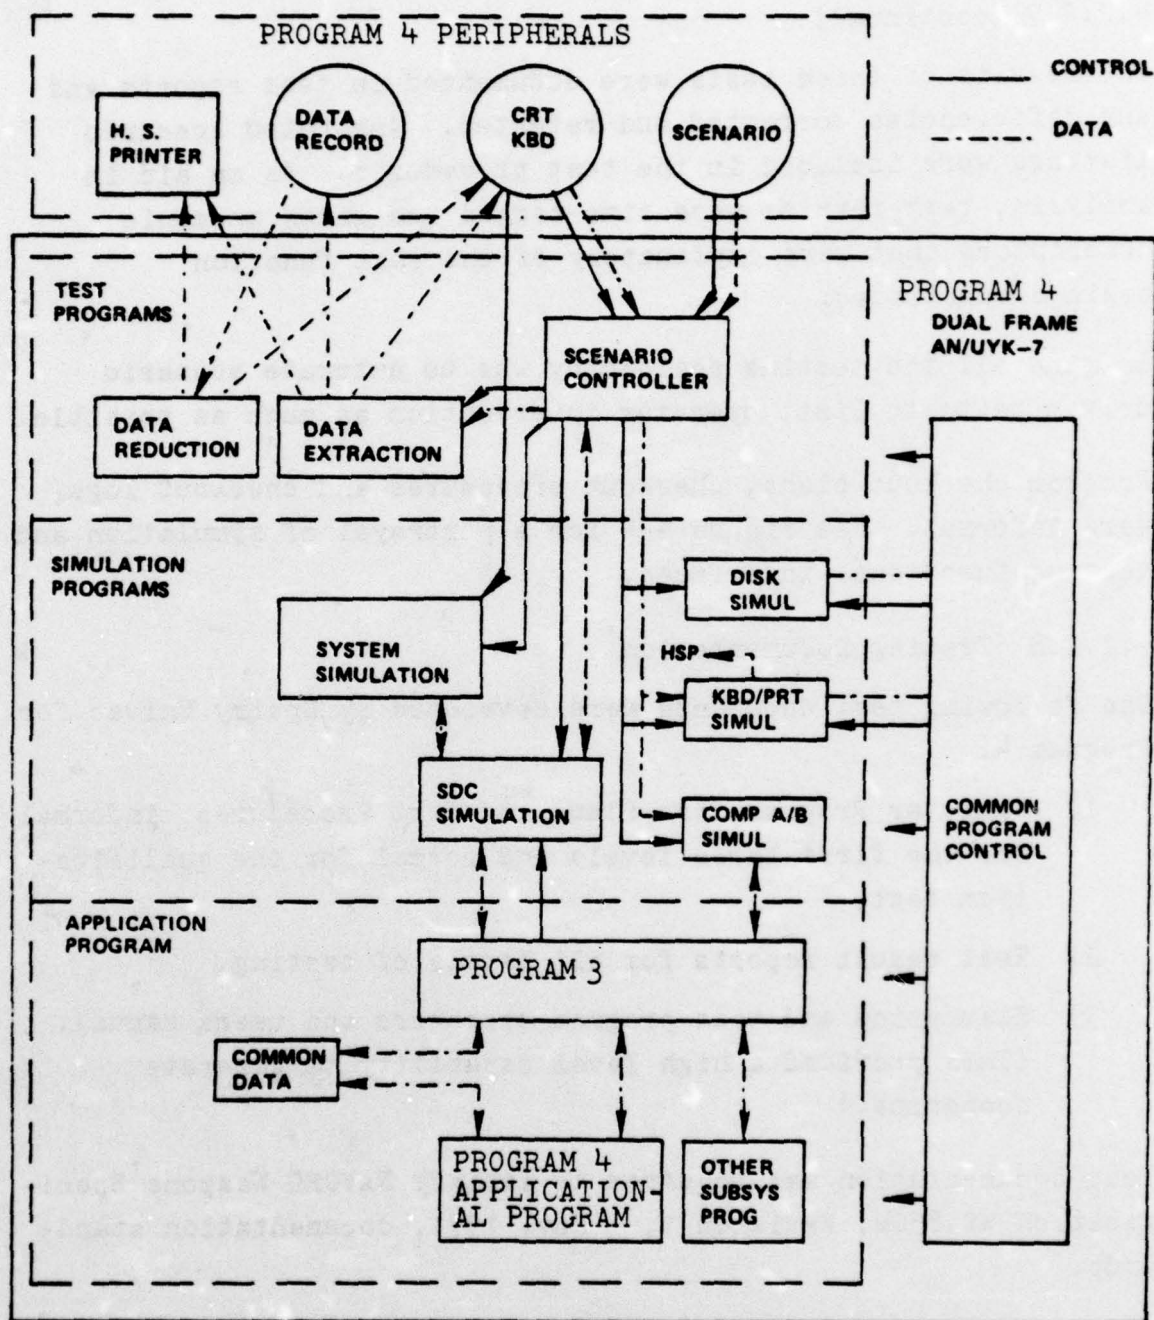 PROGRAM 4 PERIPHERALS
CONTROL
DATA
H. S.
PRINTER
DATA
RECORD
CRT
KBD
SCENARIO
TEST
PROGRAMS
PROGRAM 4
DUAL FRAME
AN/UYK-7
SCENARIO
CONTROLLER
DATA
REDUCTION
DATA
EXTRACTION
SIMULATION
PROGRAMS
DISK
SIMUL
SYSTEM
SIMULATION
HSP
KBD/PRT
SIMUL
SDC
SIMULATION
COMP A/B
SIMUL
COMMON
PROGRAM
CONTROL
APPLICATION
PROGRAM
PROGRAM 3
COMMON
DATA
PROGRAM 4
APPLICATION-
AL PROGRAM
OTHER
SUBSYS
PROG